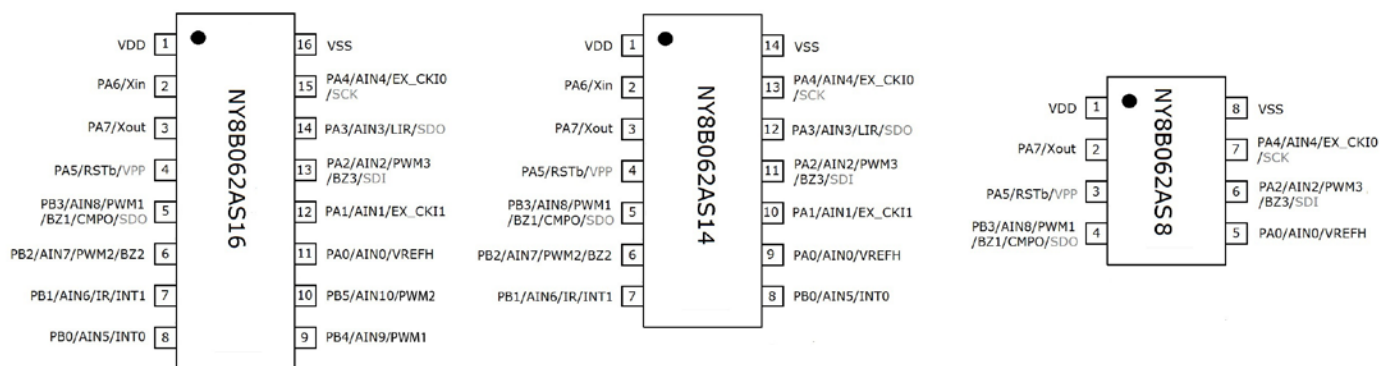 NY8B062AS16
VDD 1
PA6/Xin 2
PA7/Xout 3
PA5/RSTb/VPP 4
PB3/AIN8/PWM1
/BZ1/CMPO/SDO 5
PB2/AIN7/PWM2/BZ2 6
PB1/AIN6/IR/INT1 7
PB0/AIN5/INT0 8
16 VSS
15 PA4/AIN4/EX_CKI0
/SCK
14 PA3/AIN3/LIR/SDO
13 PA2/AIN2/PWM3
/BZ3/SDI
12 PA1/AIN1/EX_CKI1
11 PA0/AIN0/VREFH
10 PB5/AIN10/PWM2
9 PB4/AIN9/PWM1
NY8B062AS14
VDD 1
PA6/Xin 2
PA7/Xout 3
PA5/RSTb/VPP 4
PB3/AIN8/PWM1
/BZ1/CMPO/SDO 5
PB2/AIN7/PWM2/BZ2 6
PB1/AIN6/IR/INT1 7
14 VSS
13 PA4/AIN4/EX_CKI0
/SCK
12 PA3/AIN3/LIR/SDO
11 PA2/AIN2/PWM3
/BZ3/SDI
10 PA1/AIN1/EX_CKI1
9 PA0/AIN0/VREFH
8 PB0/AIN5/INT0
NY8B062AS8
VDD 1
PA7/Xout 2
PA5/RSTb/VPP 3
PB3/AIN8/PWM1
/BZ1/CMPO/SDO 4
8 VSS
7 PA4/AIN4/EX_CKI0
/SCK
6 PA2/AIN2/PWM3
/BZ3/SDI
5 PA0/AIN0/VREFH